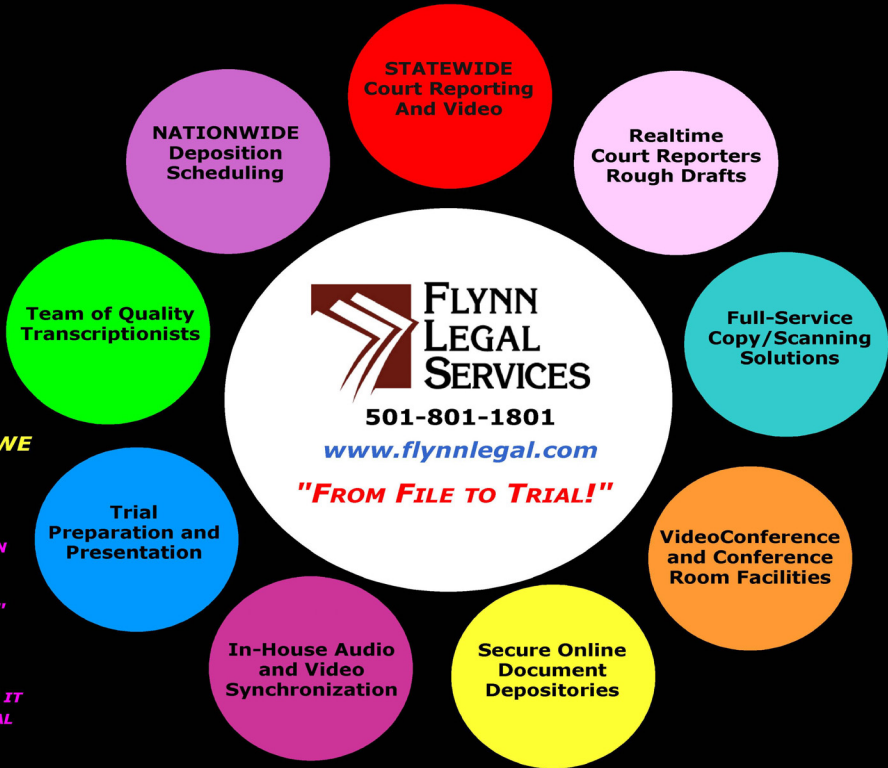 STATEWIDE
Court Reporting
And Video
NATIONWIDE
Deposition
Scheduling
Realtime
Court Reporters
Rough Drafts
Team of Quality
Transcriptionists
FLYNN
LEGAL
SERVICES
501-801-1801
www.flynnlegal.com
"FROM FILE TO TRIAL!"
Full-Service
Copy/Scanning
Solutions
WE
Trial
Preparation and
Presentation
VideoConference
and Conference
Room Facilities
In-House Audio
and Video
Synchronization
Secure Online
Document
Depositories
IT